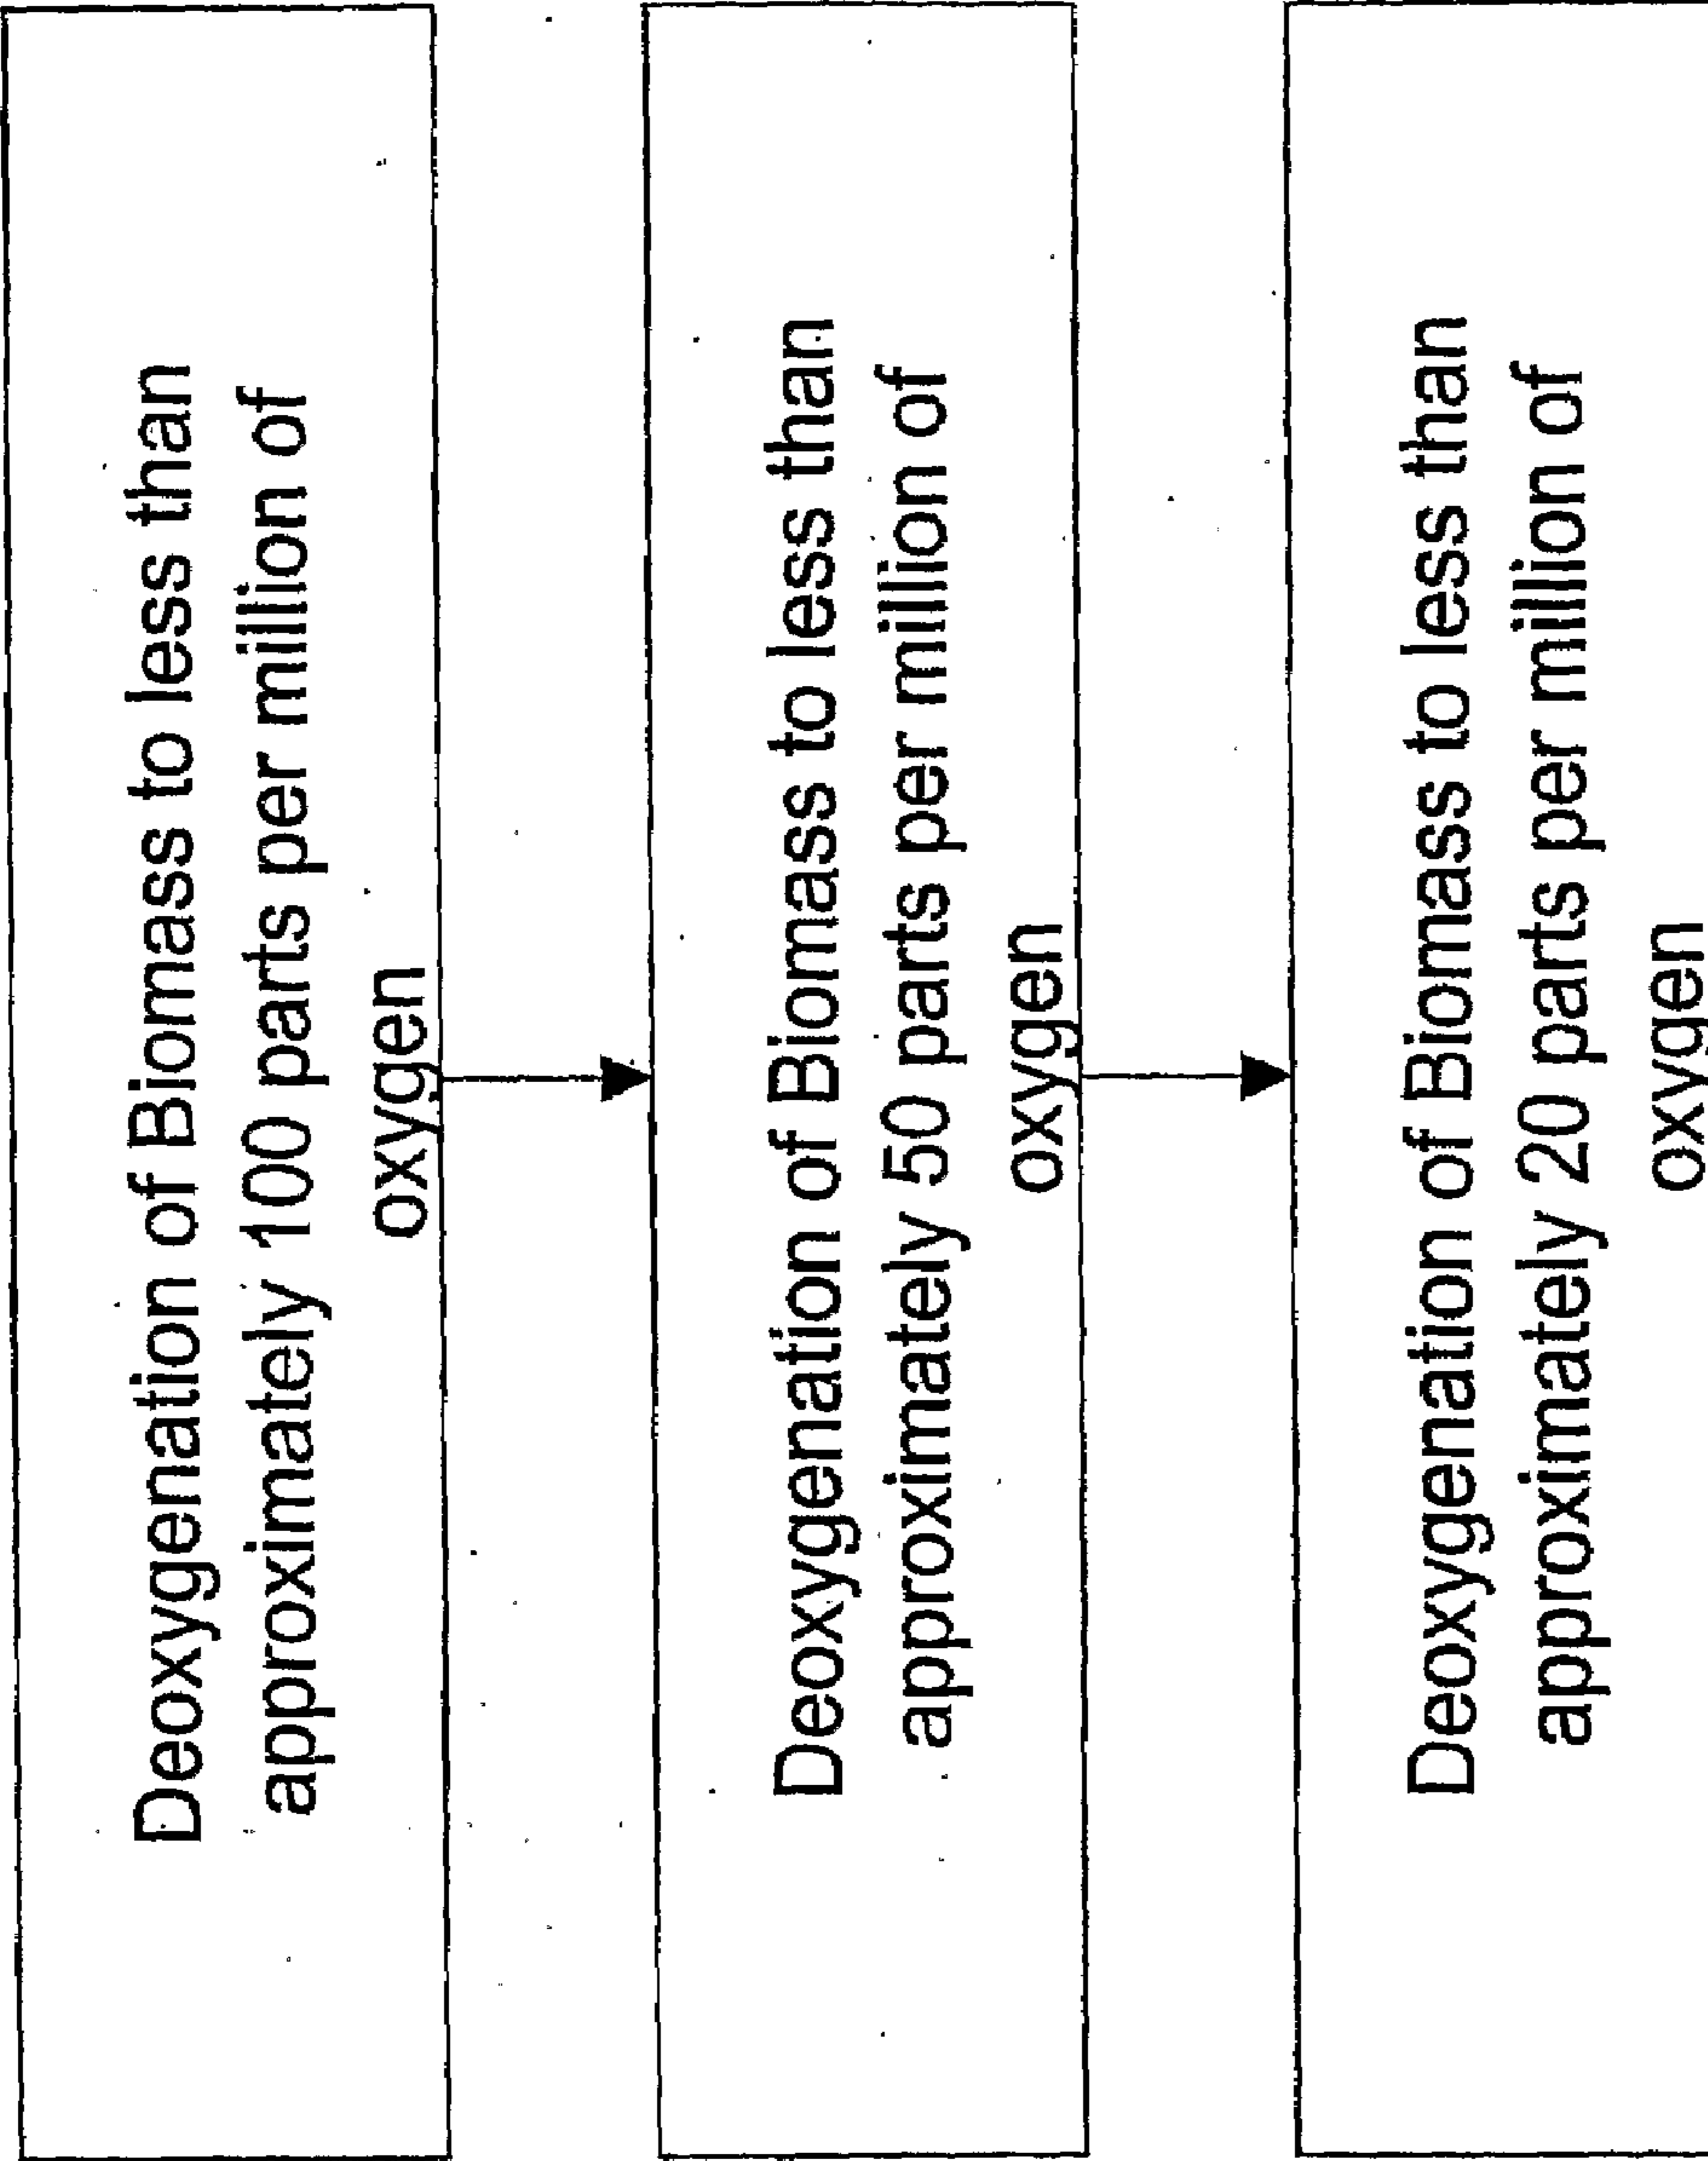 Deoxygenation of Biomass to less than
approximately 100 parts per million of
oxygen
Deoxygenation of Biomass to less than
approximately 50 parts per million of
oxygen
Deoxygenation of Biomass to less than
approximately 20 parts per million of
oxygen